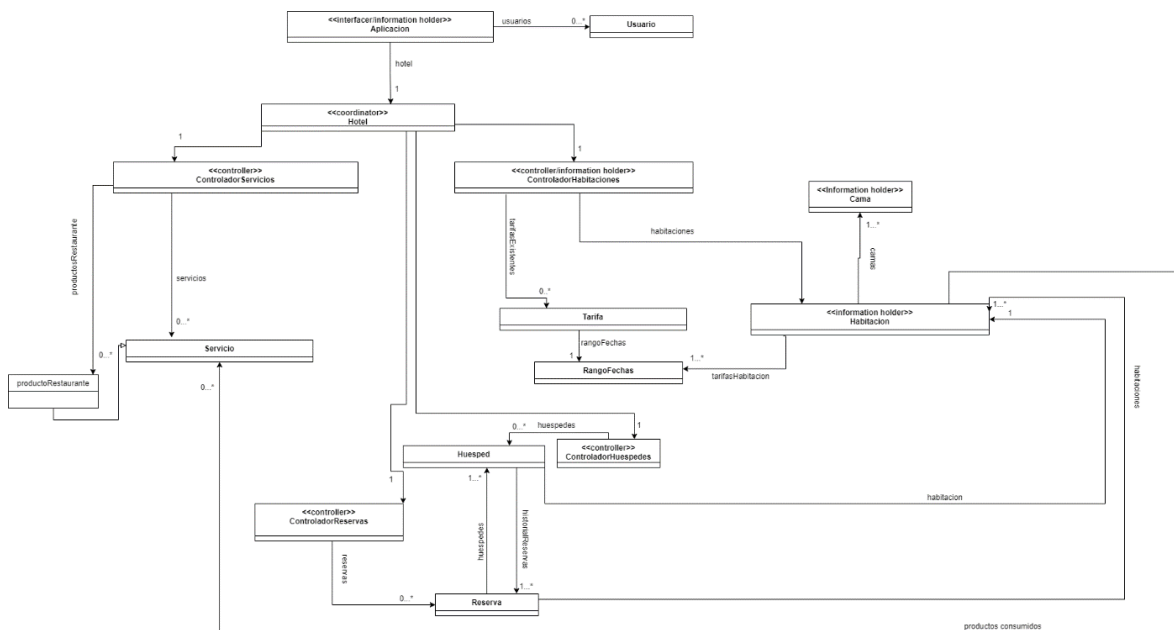 <<interfacer/information holder>>
Aplicacion
usuarios
0...*
Usuario
hotel
1
<<coordinator>>
Hotel
1
1
<<controller>>
ControladorServicios
<<controller/information holder>>
ControladorHabitaciones
<<Information holder>>
Cama
1...*
camas
productosRestaurante
servicios
tarifasExistentes
habitaciones
0...*
0..*
Tarifa
<<information holder>>
Habitacion
1...*
1
0...*
Servicio
rangoFechas
1
1...*
RangoFechas
tarifasHabitacion
0...*
productoRestaurante
habitaciones
huespedes
0...*
1
Huesped
<<controller>>
ControladorHuespedes
1...*
1
habitacion
<<controller>>
ControladorReservas
huespedes
historialReservas
reservas
1...*
0...*
Reserva
productos consumidos